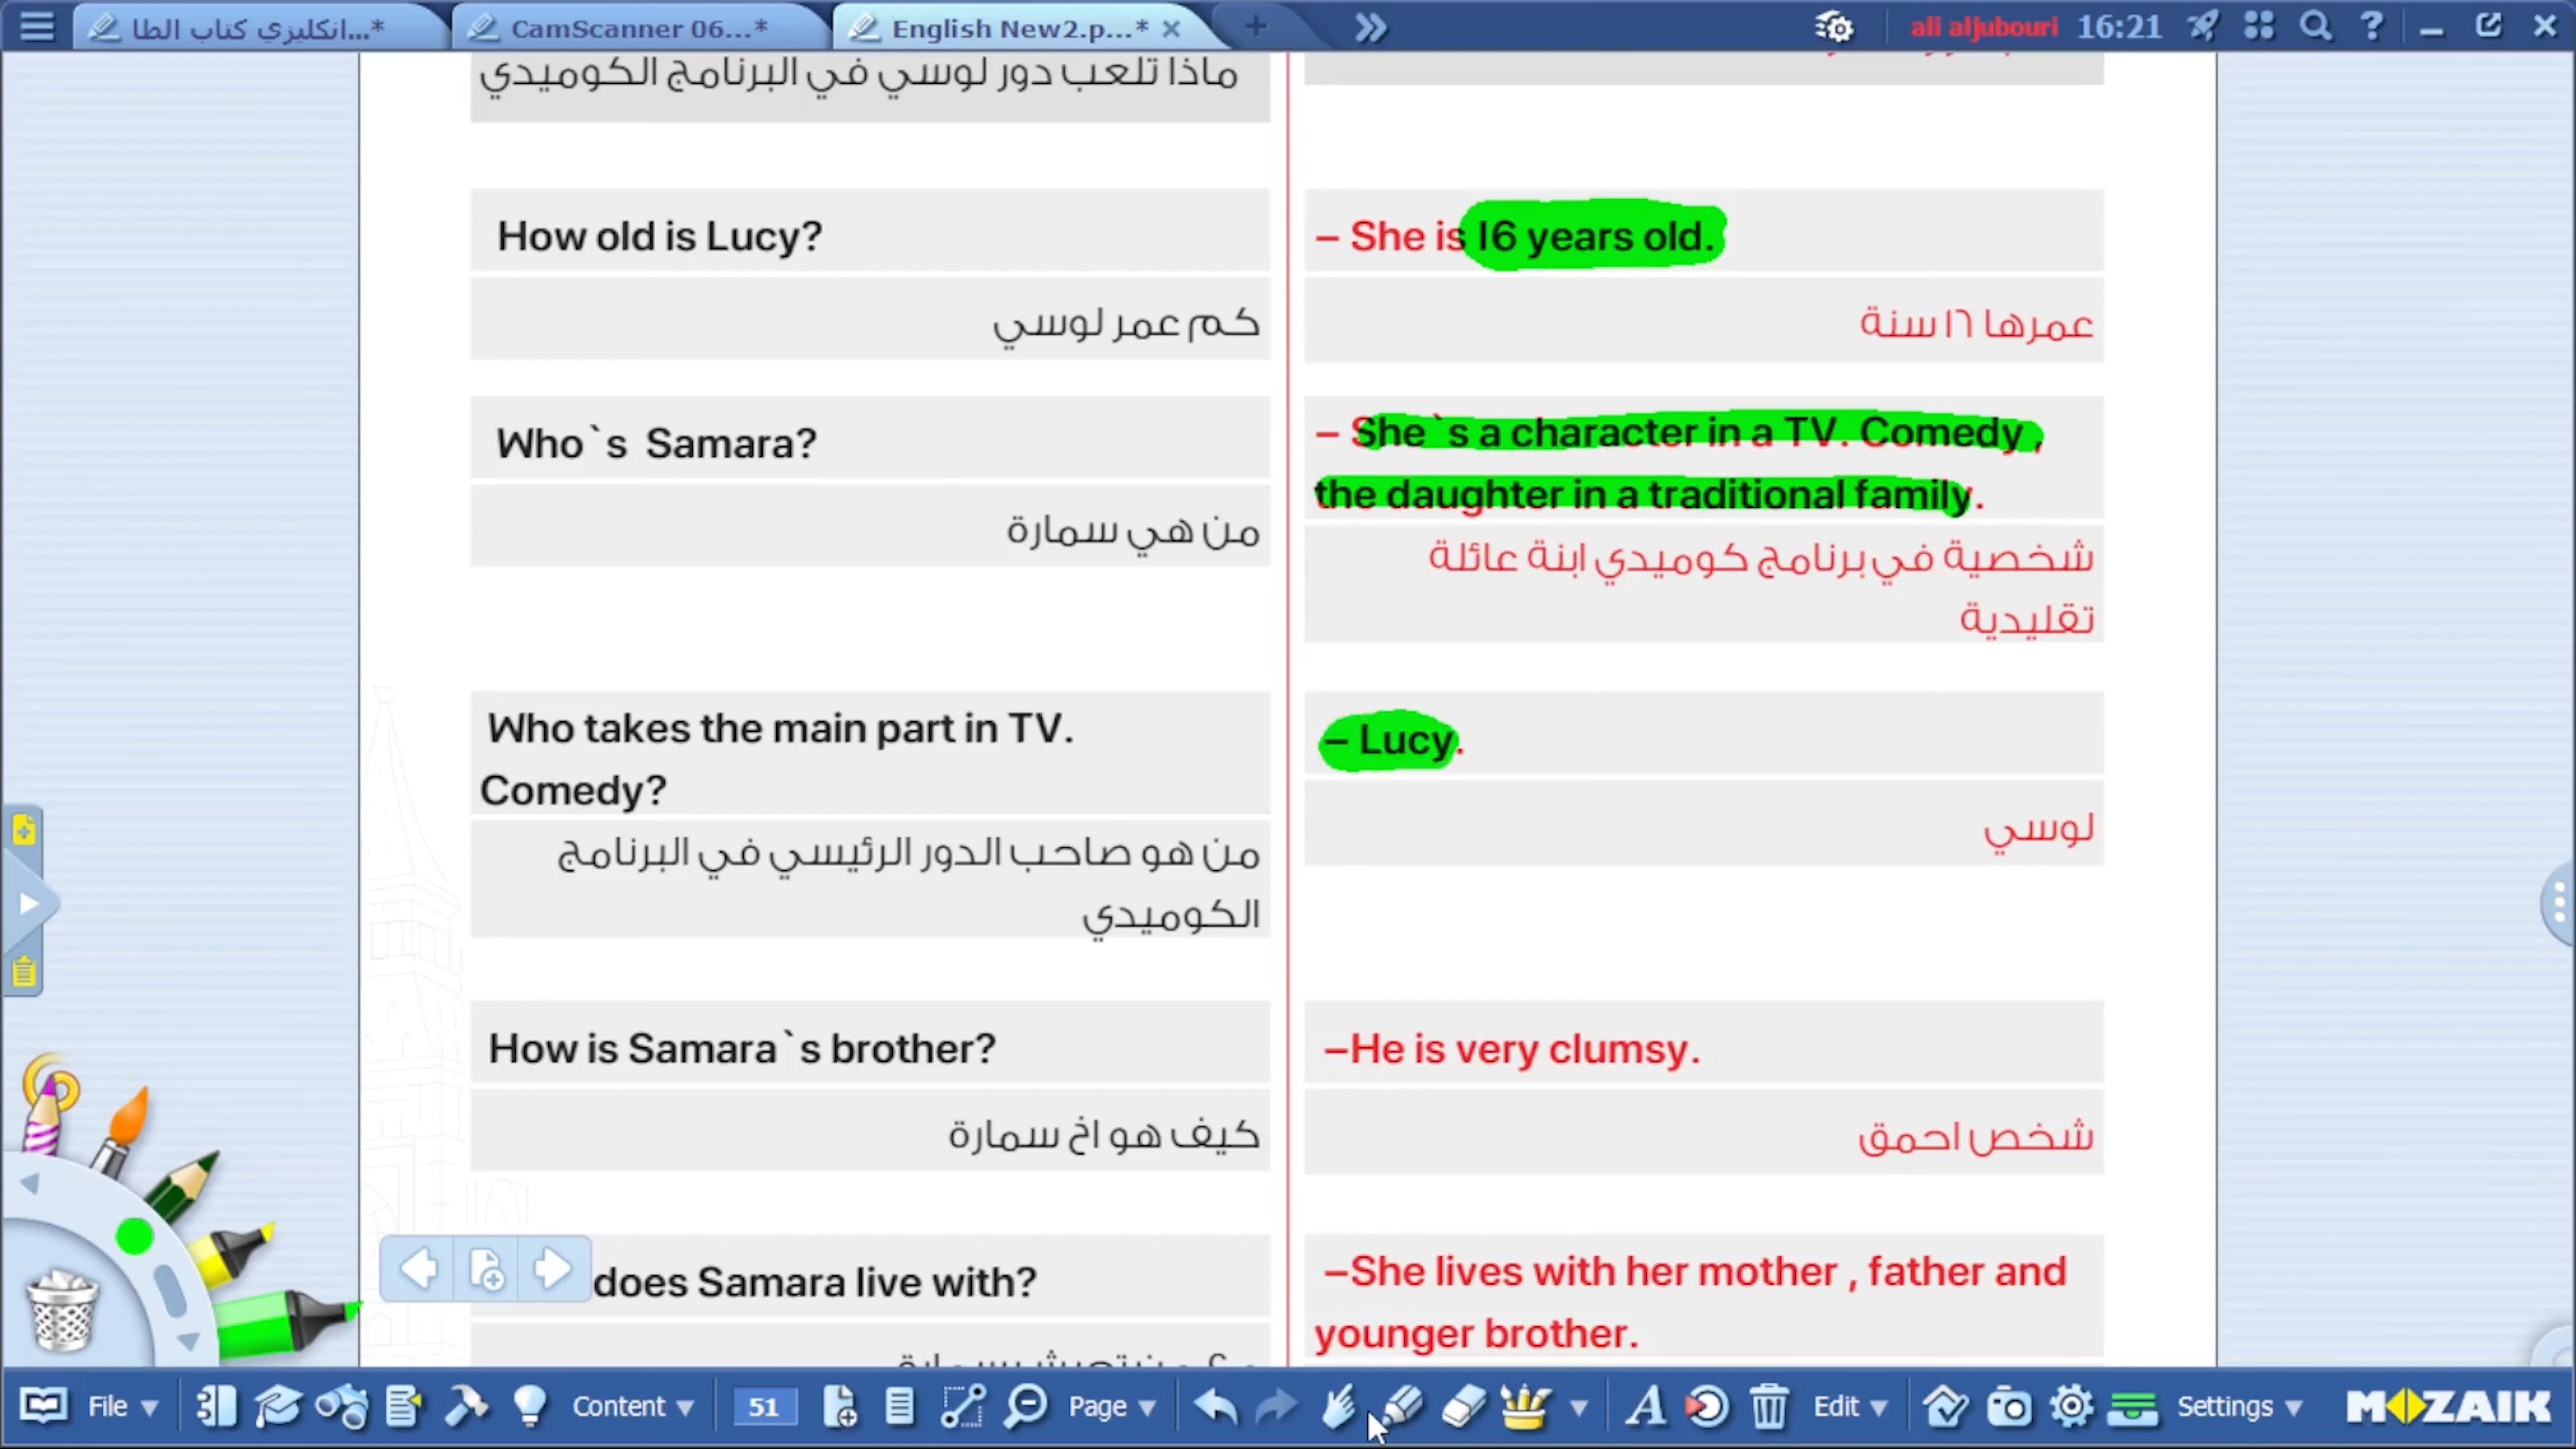 انكليزي كتاب الطا...*
CamScanner 06...*
English New2.p...*
ali aljubouri 16:21
ماذا تلعب دور لوسي في البرنامج الكوميدي
How old is Lucy?
– She is 16 years old.
كم عمر لوسي
عمرها ١٦ سنة
Who`s Samara?
– She`s a character in a TV. Comedy ,
the daughter in a traditional family.
من هي سمارة
شخصية في برنامج كوميدي ابنة عائلة
تقليدية
Who takes the main part in TV.
Comedy?
– Lucy.
من هو صاحب الدور الرئيسي في البرنامج
الكوميدي
لوسي
How is Samara`s brother?
–He is very clumsy.
كيف هو اخ سمارة
شخص احمق
does Samara live with?
–She lives with her mother , father and
younger brother.
File Content 51 Page Edit Settings MOZAIK